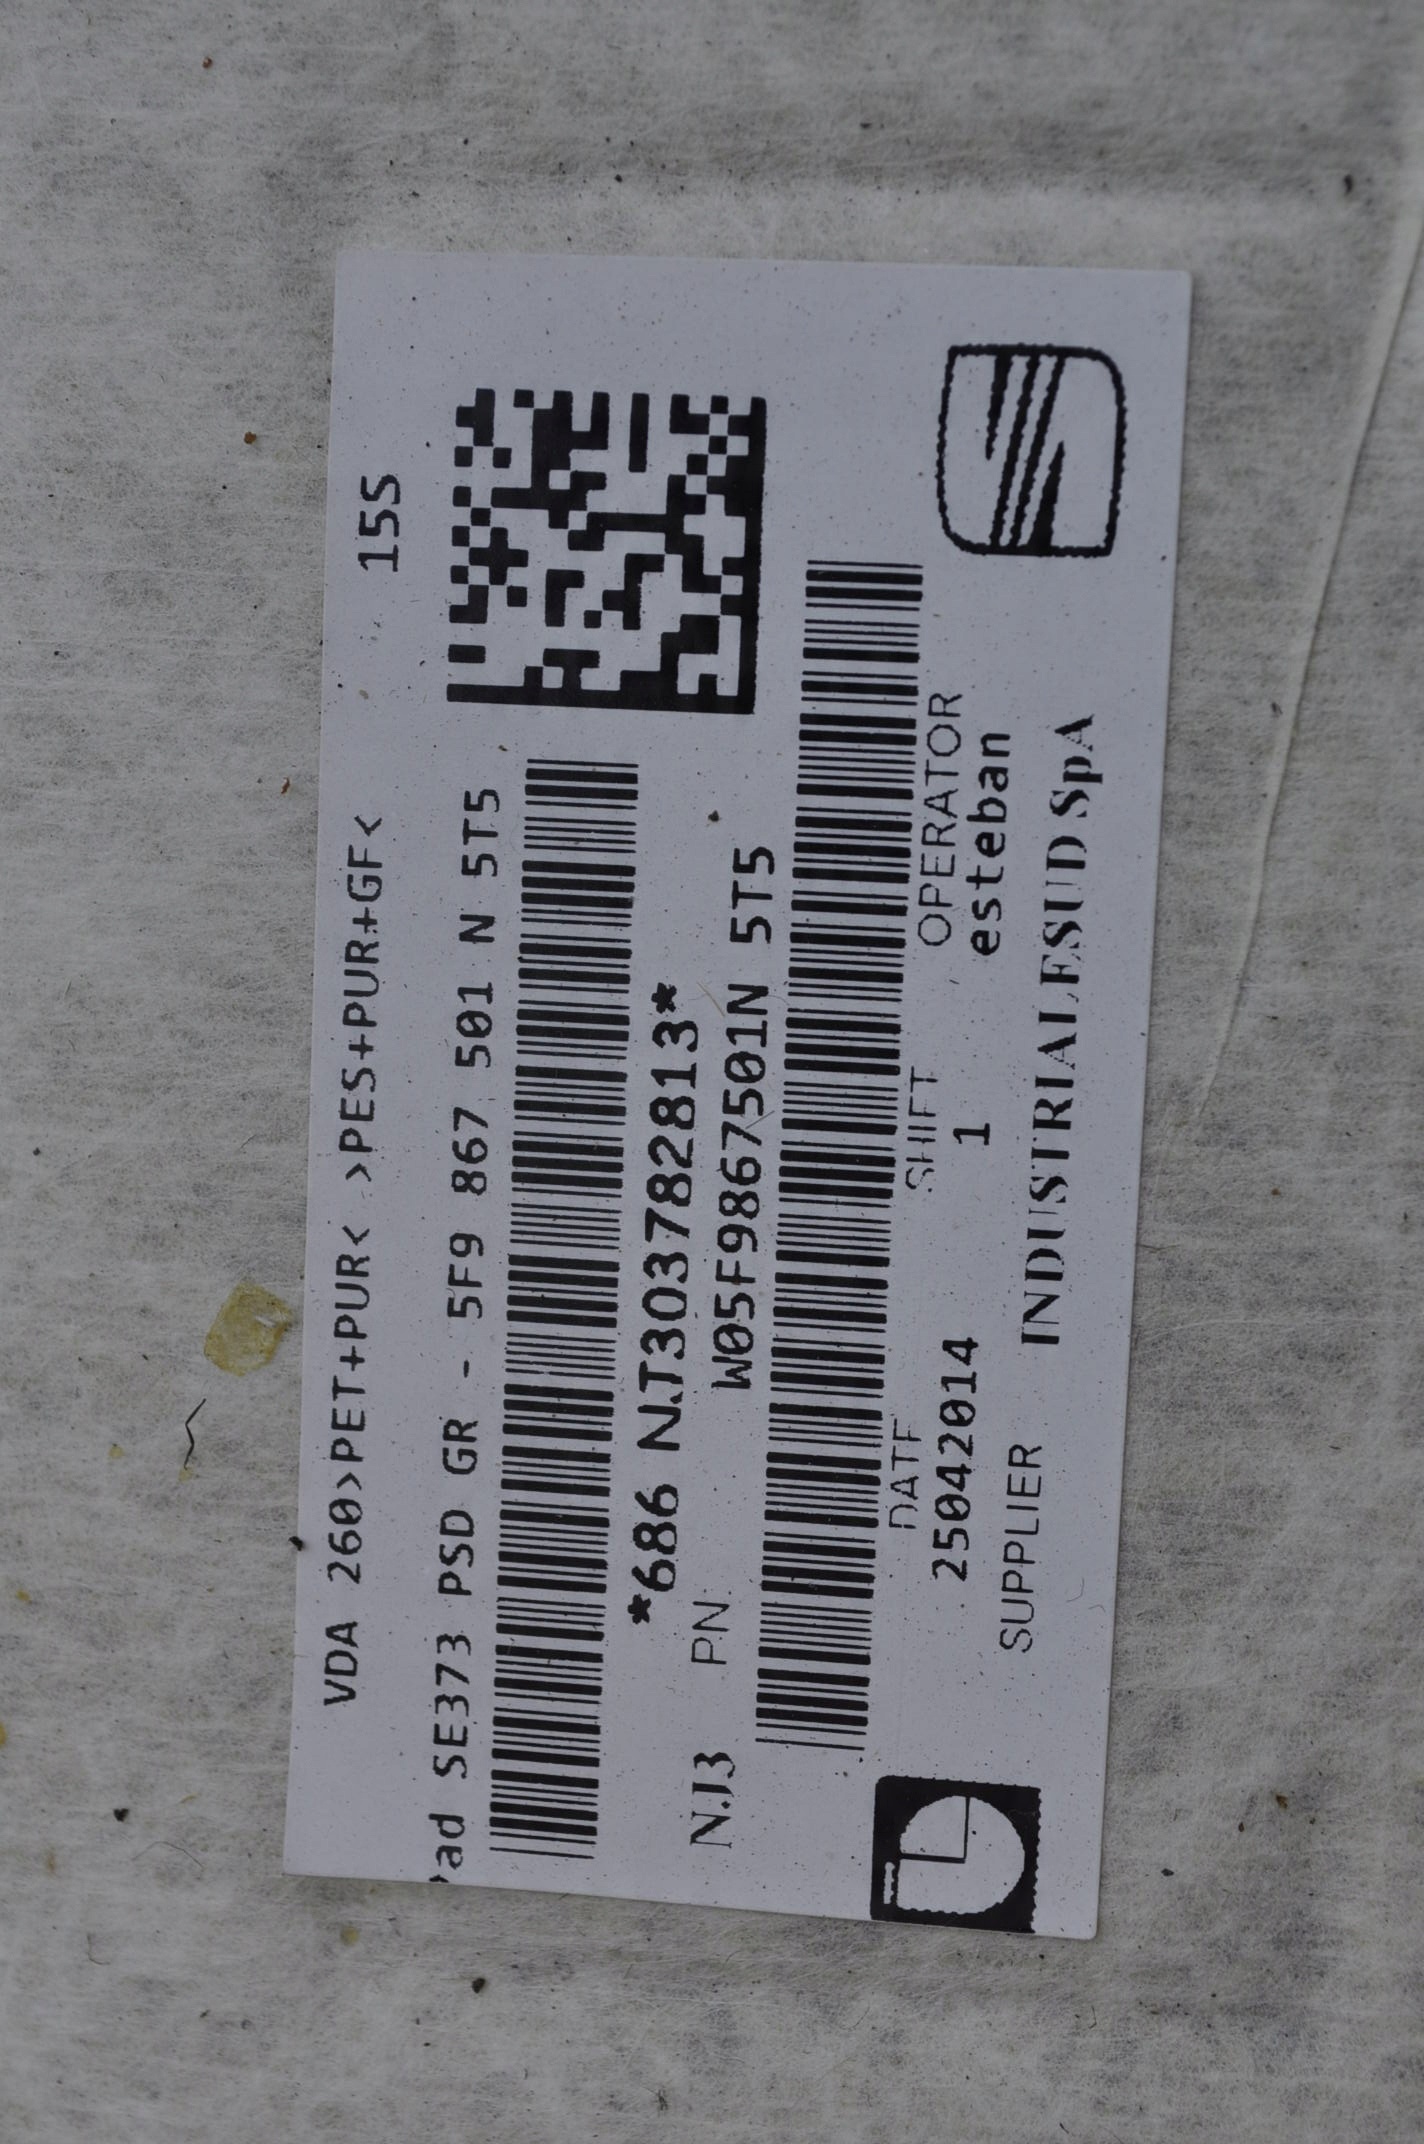 VDA 260>PET+PUR< >PES+PUR+GF< 15S
ad SE373 PSD GR - 5F9 867 501 N 5T5
*686 NJ303782813*
NJ3 PN: W05F9867501N 5T5
DATE SHIFT OPERATOR
25042014 1 esteban
SUPPLIER INDUSTRIALESUD SpA